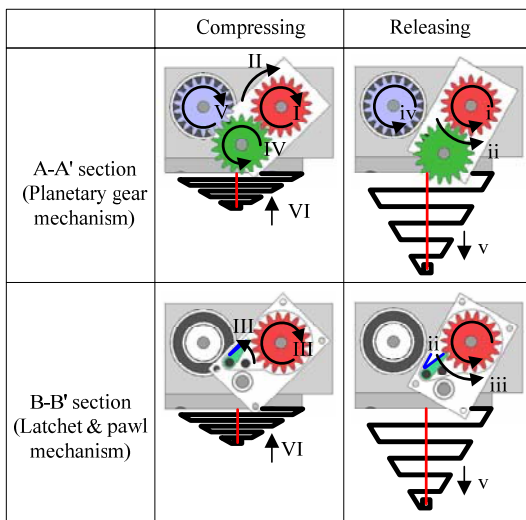 Compressing
Releasing
A-A' section
(Planetary gear
mechanism)
II
V
I
IV
VI
iv
i
ii
v
B-B' section
(Latchet & pawl
mechanism)
III
III
VI
ii
iii
v